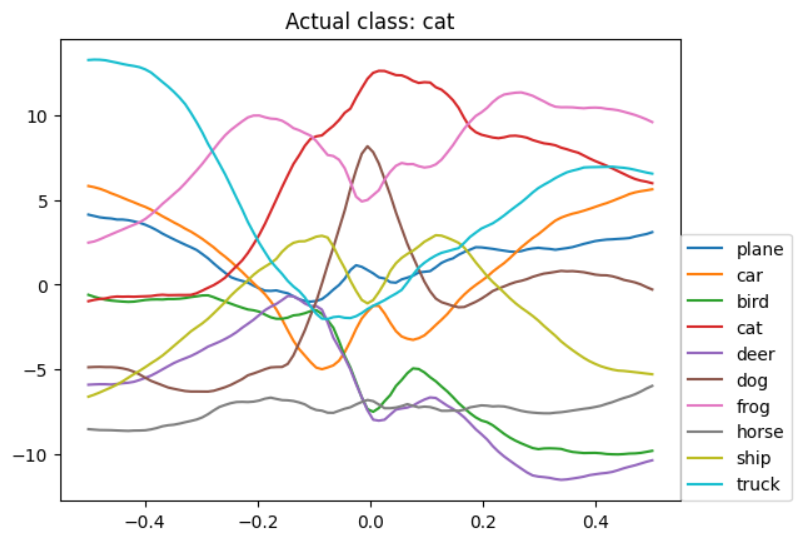 Actual class: cat
10
5
0
−5
−10
−0.4
−0.2
0.0
0.2
0.4
plane
car
bird
cat
deer
dog
frog
horse
ship
truck